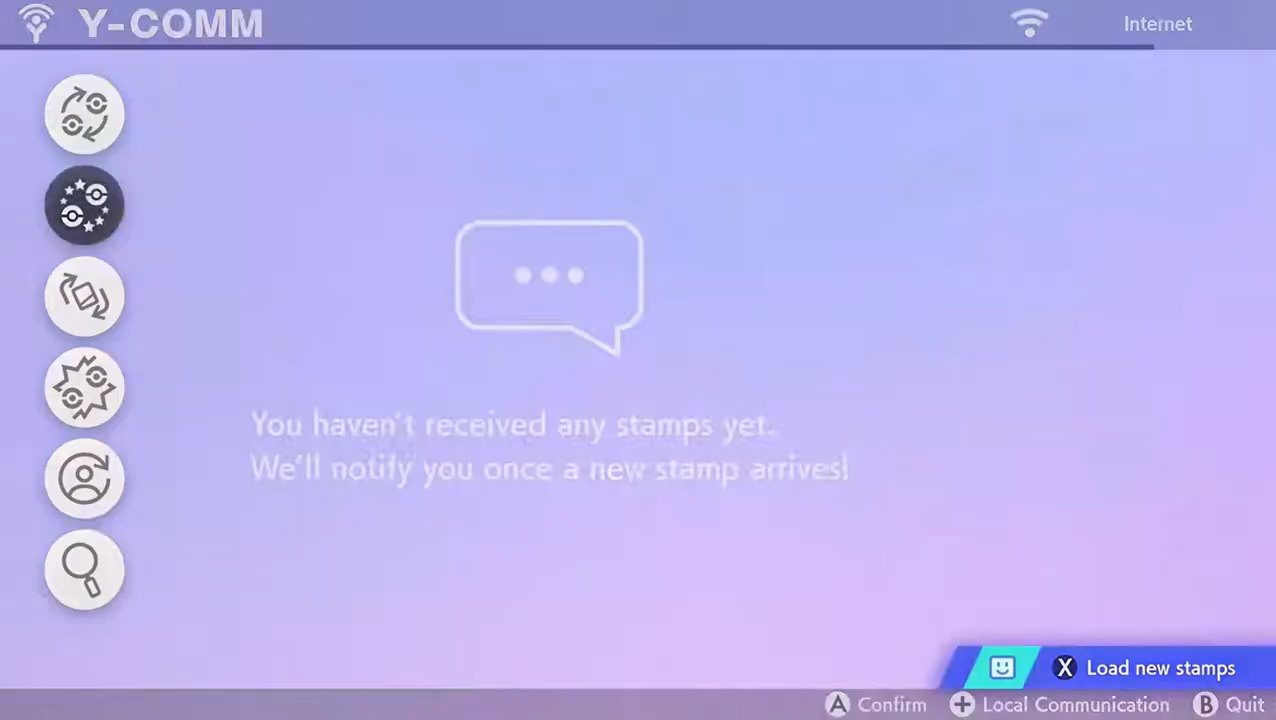 Y-COMM
Internet
You haven't received any stamps yet.
We'll notify you once a new stamp arrives!
X Load new stamps
A Confirm + Local Communication B Quit